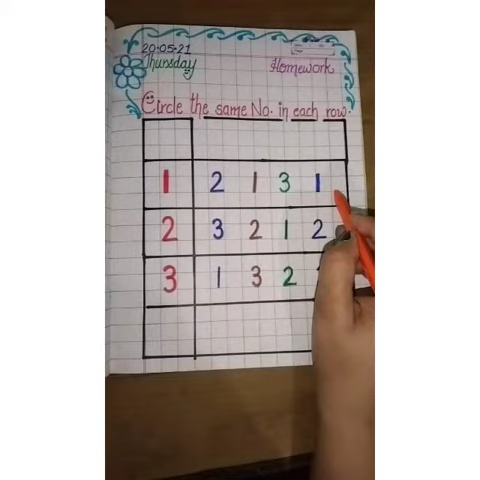 20-05-21
Thursday
Homework
Circle the same No. in each row.
1 2 1 3 1
2 3 2 1 2
3 1 3 2